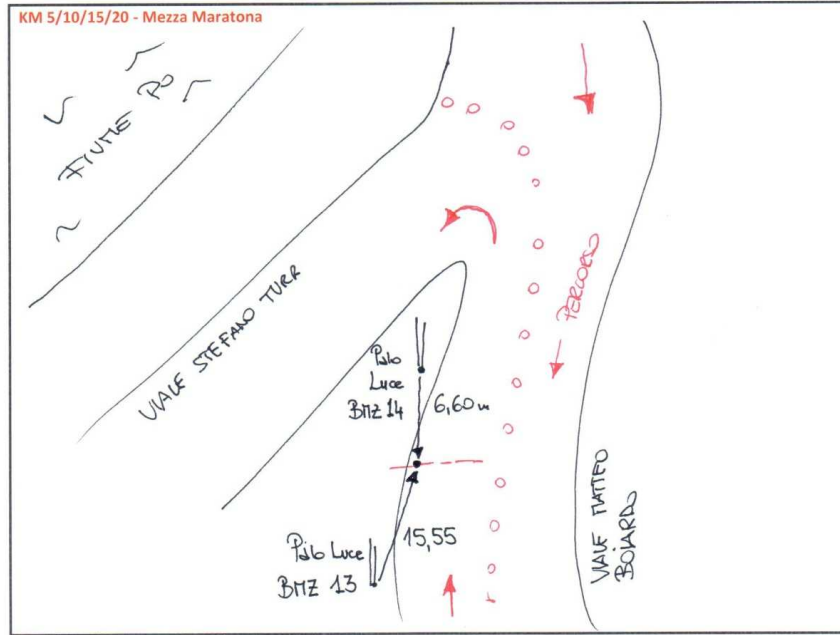 KM 5/10/15/20 - Mezza Maratona
FIUME PO
VIALE STEFANO TURR
PERCORSO
Palo
Luce
BMZ 14
6,60 m
15,55
Palo Luce
BMZ 13
VIALE MATTEO
BOIARDO